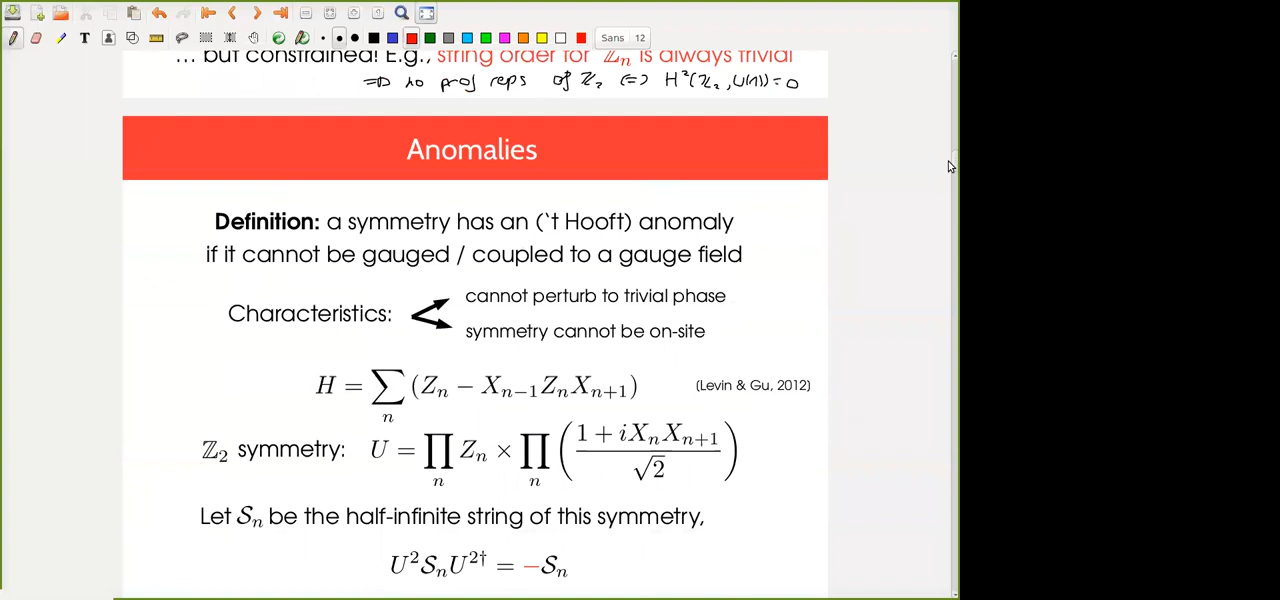 Sans 12
... but constrained! E.g., string order for ℤₙ is always trivial
=> no proj reps of ℤ₂ <=> H²(ℤ₂, U(1)) = 0
Anomalies
Definition: a symmetry has an ('t Hooft) anomaly
if it cannot be gauged / coupled to a gauge field
cannot perturb to trivial phase
Characteristics:
symmetry cannot be on-site
H = ∑ₙ (Zₙ − Xₙ₋₁ZₙXₙ₊₁) (Levin & Gu, 2012)
ℤ₂ symmetry: U = ∏ₙ Zₙ × ∏ₙ ((1 + iXₙXₙ₊₁)/√2)
Let 𝒮ₙ be the half-infinite string of this symmetry,
U²𝒮ₙU²† = −𝒮ₙ